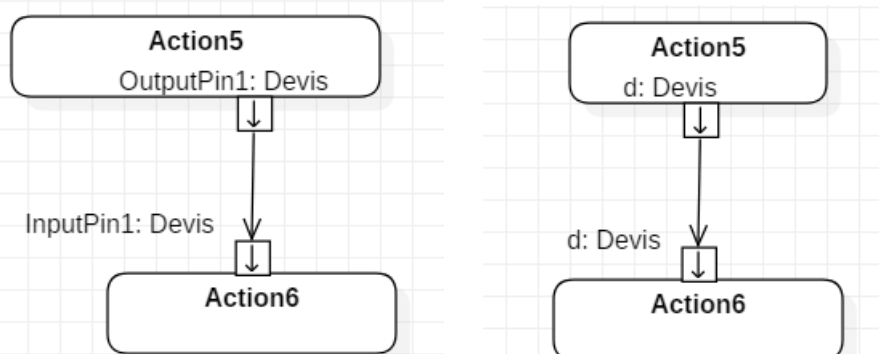 Action5
OutputPin1: Devis
InputPin1: Devis
Action6
Action5
d: Devis
d: Devis
Action6